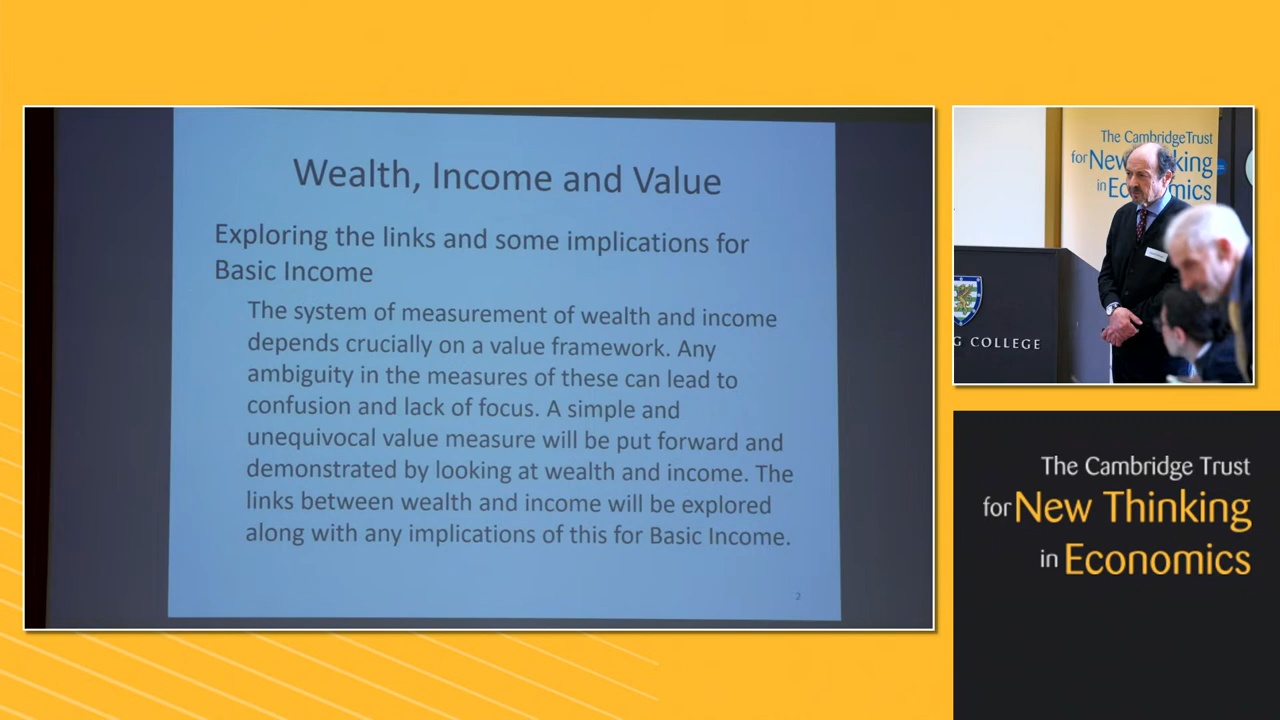 Wealth, Income and Value
Exploring the links and some implications for
Basic Income
The system of measurement of wealth and income
depends crucially on a value framework. Any
ambiguity in the measures of these can lead to
confusion and lack of focus. A simple and
unequivocal value measure will be put forward and
demonstrated by looking at wealth and income. The
links between wealth and income will be explored
along with any implications of this for Basic Income.
2
The CambridgeTrust
for New Thinking
in Economics
G COLLEGE
The Cambridge Trust
for New Thinking
in Economics